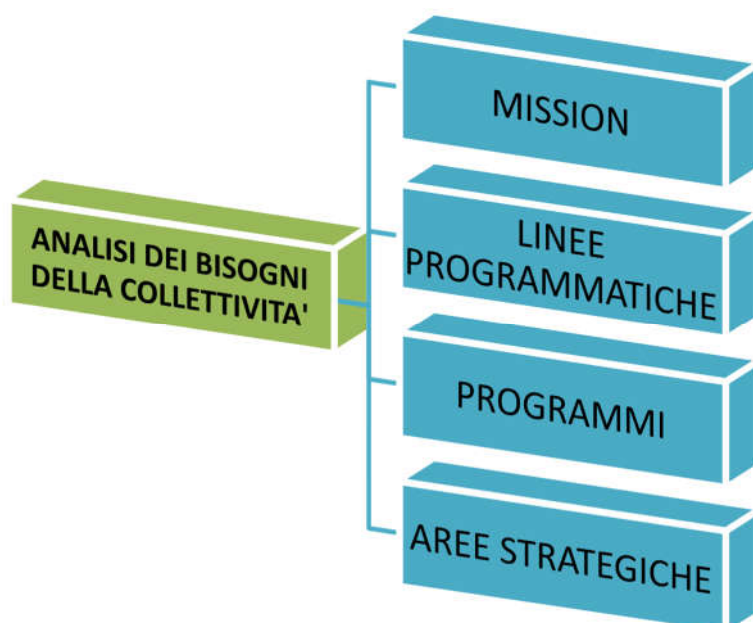 ANALISI DEI BISOGNI
DELLA COLLETTIVITA'
MISSION
LINEE
PROGRAMMATICHE
PROGRAMMI
AREE STRATEGICHE